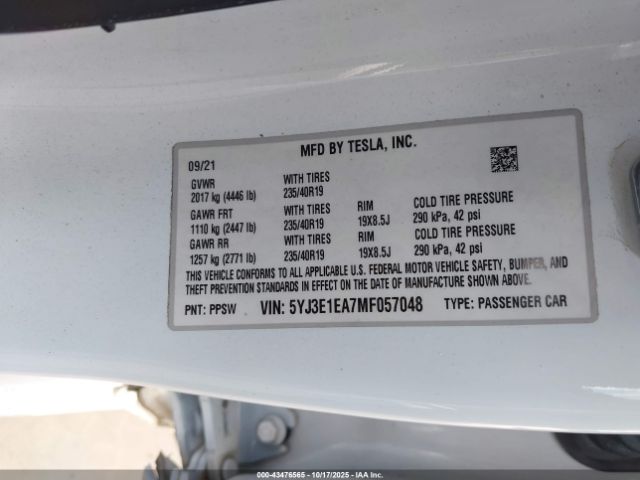 MFD BY TESLA, INC.
09/21
GVWR WITH TIRES
2017 kg (4446 lb) 235/40R19
GAWR FRT WITH TIRES RIM COLD TIRE PRESSURE
1110 kg (2447 lb) 235/40R19 19X8.5J 290 kPa, 42 psi
GAWR RR WITH TIRES RIM COLD TIRE PRESSURE
1257 kg (2771 lb) 235/40R19 19X8.5J 290 kPa, 42 psi
THIS VEHICLE CONFORMS TO ALL APPLICABLE U.S. FEDERAL MOTOR VEHICLE SAFETY, BUMPER, AND
THEFT PREVENTION STANDARDS IN EFFECT ON THE DATE OF MANUFACTURE SHOWN ABOVE.
PNT: PPSW VIN: 5YJ3E1EA7MF057048 TYPE: PASSENGER CAR
000-43476565 - 10/17/2025 - IAAI.COM